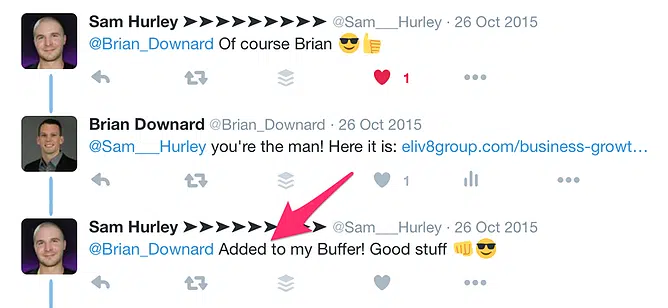 Sam Hurley ➤➤➤➤➤➤➤➤➤➤ @Sam___Hurley · 26 Oct 2015
@Brian_Downard Of course Brian 😎👍
1
Brian Downard @Brian_Downard · 26 Oct 2015
@Sam___Hurley you're the man! Here it is: eliv8group.com/business-growt…
1
Sam Hurley ➤➤➤➤➤➤➤➤➤➤ @Sam___Hurley · 26 Oct 2015
@Brian_Downard Added to my Buffer! Good stuff 👊😎